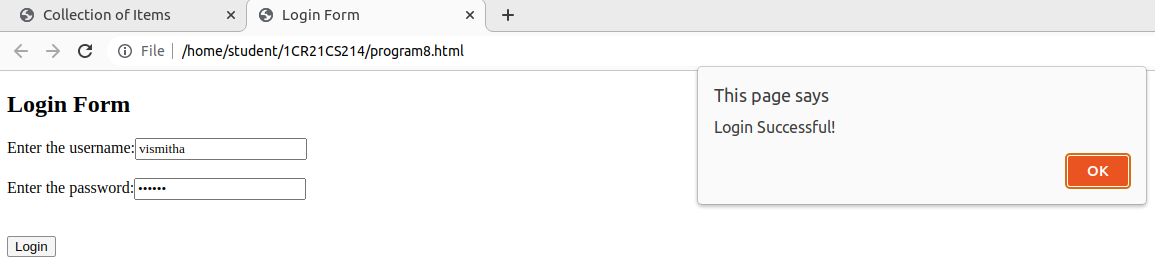 Collection of Items
Login Form
File
/home/student/1CR21CS214/program8.html
Login Form
Enter the username:vismitha
Enter the password:••••••
Login
This page says
Login Successful!
OK